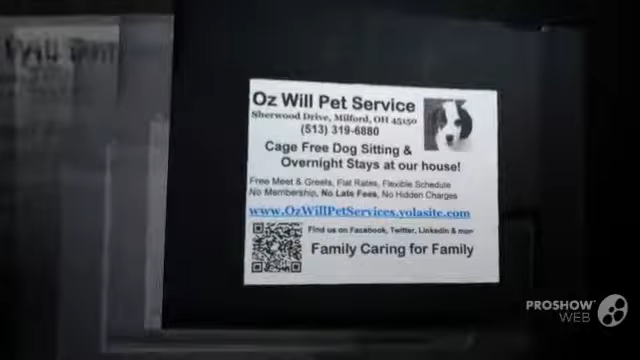 Oz Will Pet Service
Sherwood Drive, Milford, OH 45150
(513) 319-6880
Cage Free Dog Sitting &
Overnight Stays at our house!
Free Meet & Greets, Flat Rates, Flexible Schedule
No Membership, No Late Fees, No Hidden Charges
www.OzWillPetServices.yolasite.com
Find us on Facebook, Twitter, Linkedin & more
Family Caring for Family
PROSHOW
WEB